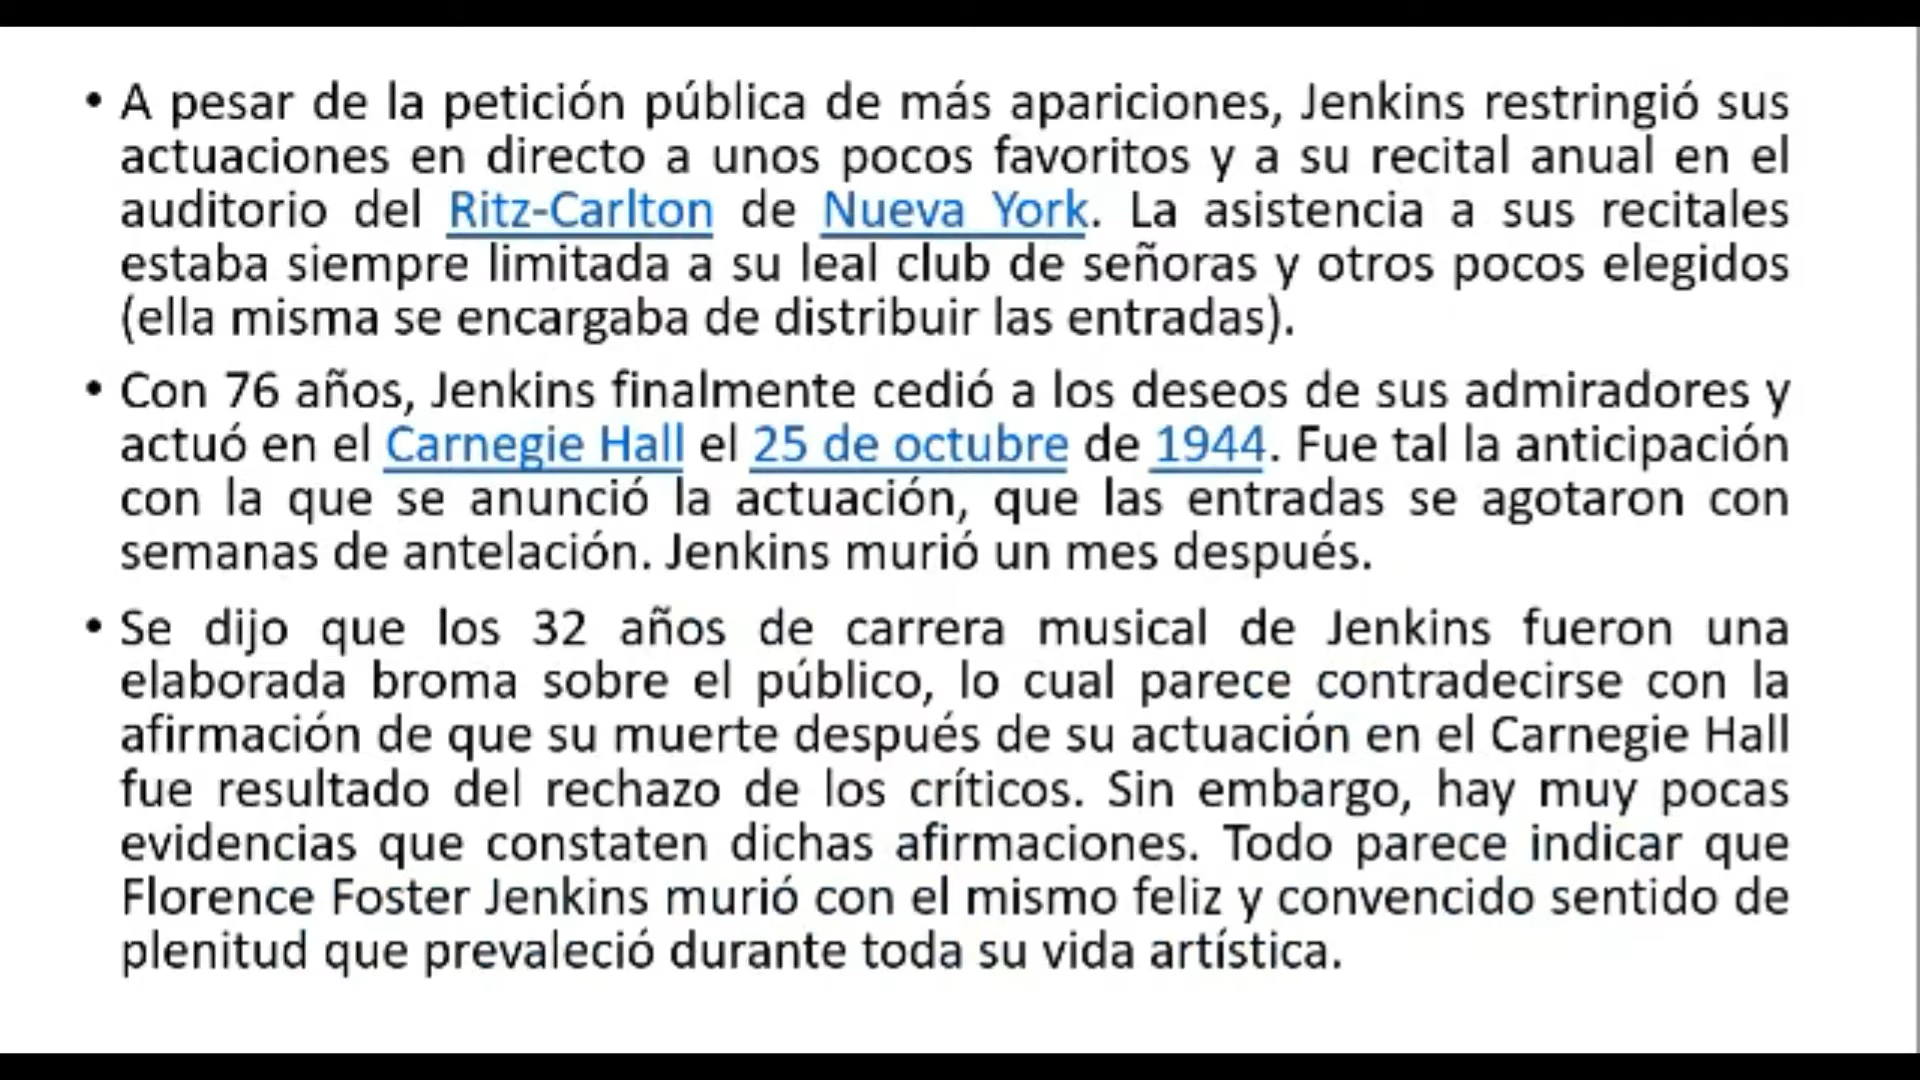 • A pesar de la petición pública de más apariciones, Jenkins restringió sus
actuaciones en directo a unos pocos favoritos y a su recital anual en el
auditorio del Ritz-Carlton de Nueva York. La asistencia a sus recitales
estaba siempre limitada a su leal club de señoras y otros pocos elegidos
(ella misma se encargaba de distribuir las entradas).
• Con 76 años, Jenkins finalmente cedió a los deseos de sus admiradores y
actuó en el Carnegie Hall el 25 de octubre de 1944. Fue tal la anticipación
con la que se anunció la actuación, que las entradas se agotaron con
semanas de antelación. Jenkins murió un mes después.
• Se dijo que los 32 años de carrera musical de Jenkins fueron una
elaborada broma sobre el público, lo cual parece contradecirse con la
afirmación de que su muerte después de su actuación en el Carnegie Hall
fue resultado del rechazo de los críticos. Sin embargo, hay muy pocas
evidencias que constaten dichas afirmaciones. Todo parece indicar que
Florence Foster Jenkins murió con el mismo feliz y convencido sentido de
plenitud que prevaleció durante toda su vida artística.